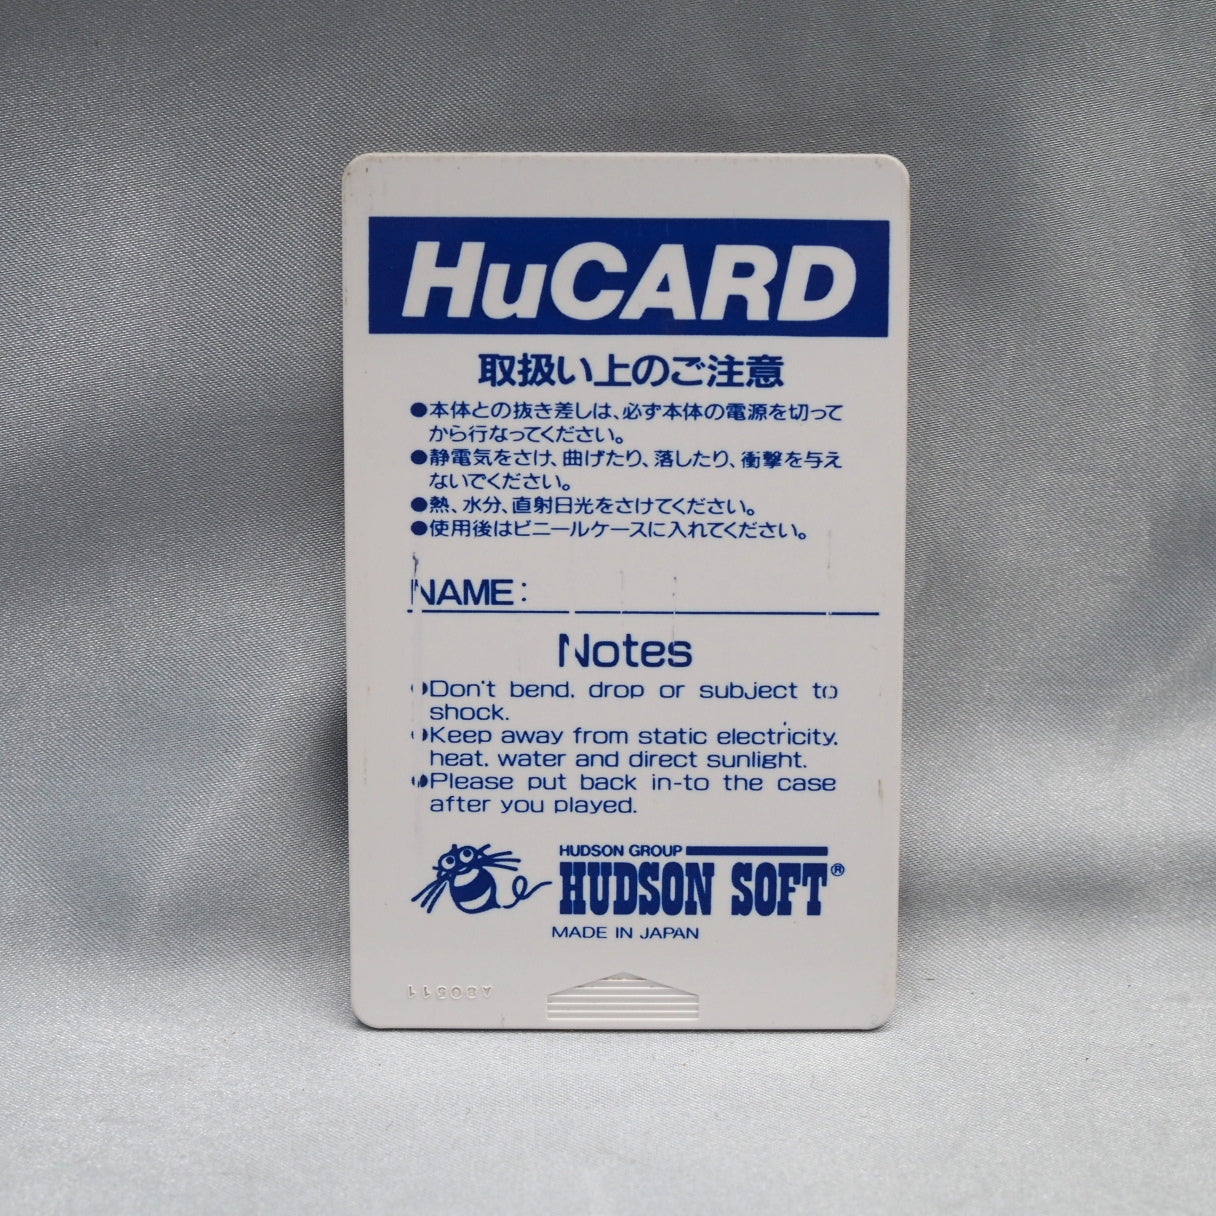 HuCARD
取扱い上のご注意
●本体との抜き差しは、必ず本体の電源を切って
から行なってください。
●静電気をさけ、曲げたり、落したり、衝撃を与え
ないでください。
●熱、水分、直射日光をさけてください。
●使用後はビニールケースに入れてください。
NAME:
Notes
●Don't bend, drop or subject to
shock.
●Keep away from static electricity,
heat, water and direct sunlight.
●Please put back in-to the case
after you played.
HUDSON GROUP
HUDSON SOFT®
MADE IN JAPAN